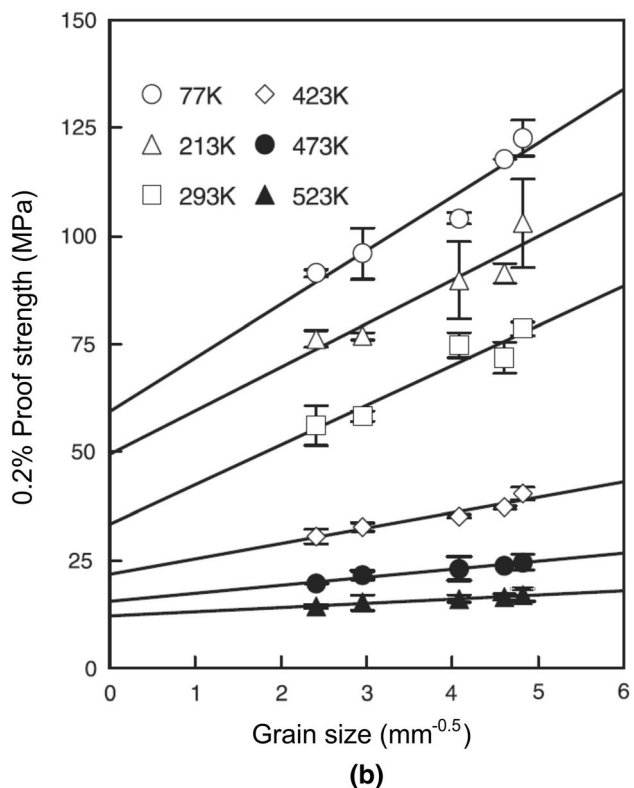 150
125
100
75
50
25
0
0.2% Proof strength (MPa)
77K
423K
213K
473K
293K
523K
0 1 2 3 4 5 6
Grain size (mm^-0.5)
(b)